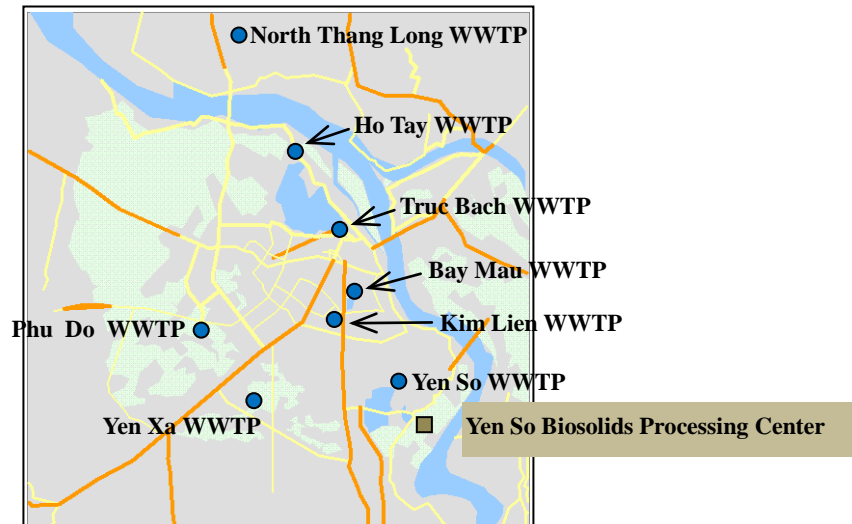 North Thang Long WWTP
Ho Tay WWTP
Truc Bach WWTP
Bay Mau WWTP
Phu Do WWTP
Kim Lien WWTP
Yen So WWTP
Yen Xa WWTP
Yen So Biosolids Processing Center